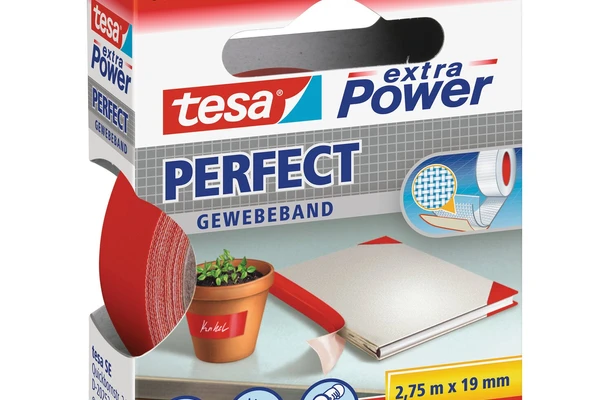 tesa
extra
Power
PERFECT
GEWEBEBAND
tesa
extra
Power
PERFECT
GEWEBEBAND
2,75 m x 19 mm
tesa SE